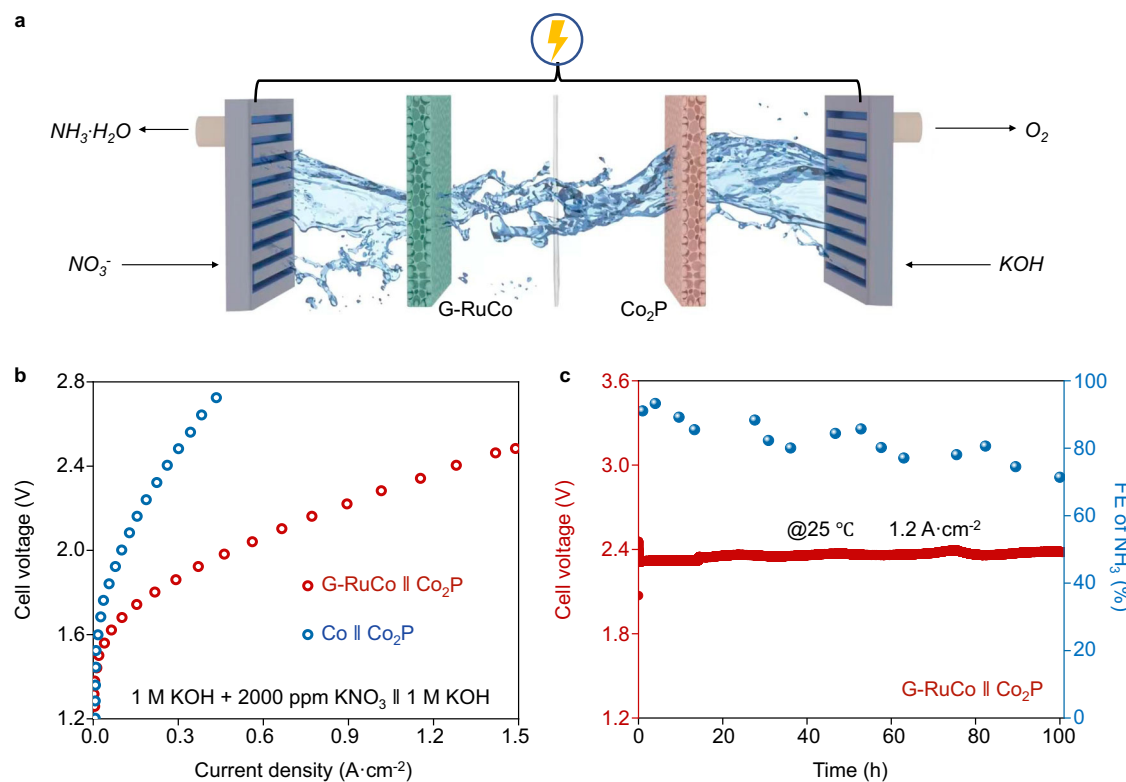 a
NH₃·H₂O
O₂
NO₃⁻
KOH
G-RuCo
Co₂P
b
2.8
2.4
2.0
1.6
1.2
Cell voltage (V)
G-RuCo ‖ Co₂P
Co ‖ Co₂P
1 M KOH + 2000 ppm KNO₃ ‖ 1 M KOH
0.0 0.3 0.6 0.9 1.2 1.5
Current density (A·cm⁻²)
c
3.6
3.0
2.4
1.8
1.2
Cell voltage (V)
@25 ℃ 1.2 A·cm⁻²
G-RuCo ‖ Co₂P
100
80
60
40
20
0
FE of NH₃ (%)
0 20 40 60 80 100
Time (h)